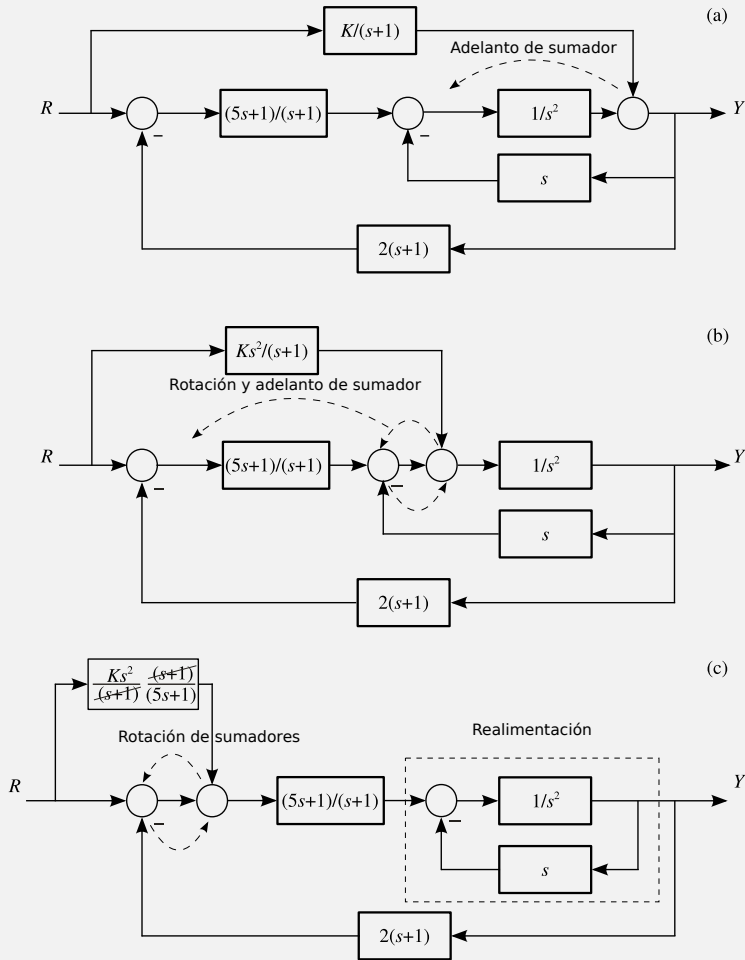 (a)
K/(s+1)
Adelanto de sumador
R
(5s+1)/(s+1)
1/s²
Y
−
−
s
2(s+1)
(b)
Ks²/(s+1)
Rotación y adelanto de sumador
R
(5s+1)/(s+1)
1/s²
Y
−
−
s
2(s+1)
(c)
Ks² (s+1)
(s+1) (5s+1)
Rotación de sumadores
Realimentación
R
(5s+1)/(s+1)
1/s²
Y
−
−
s
2(s+1)